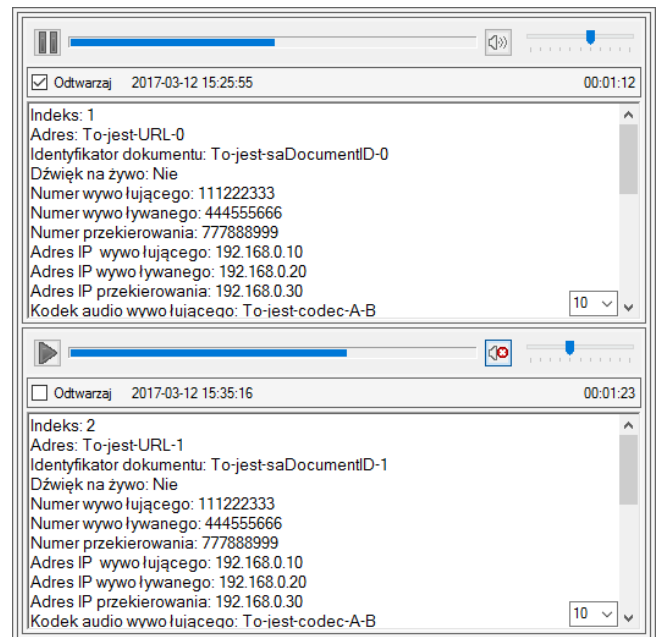 Odtwarzaj 2017-03-12 15:25:55 00:01:12
Indeks: 1
Adres: To-jest-URL-0
Identyfikator dokumentu: To-jest-saDocumentID-0
Dźwięk na żywo: Nie
Numer wywołującego: 111222333
Numer wywoływanego: 444555666
Numer przekierowania: 777888999
Adres IP wywołującego: 192.168.0.10
Adres IP wywoływanego: 192.168.0.20
Adres IP przekierowania: 192.168.0.30
Kodek audio wywołującego: To-jest-codec-A-B
10
Odtwarzaj 2017-03-12 15:35:16 00:01:23
Indeks: 2
Adres: To-jest-URL-1
Identyfikator dokumentu: To-jest-saDocumentID-1
Dźwięk na żywo: Nie
Numer wywołującego: 111222333
Numer wywoływanego: 444555666
Numer przekierowania: 777888999
Adres IP wywołującego: 192.168.0.10
Adres IP wywoływanego: 192.168.0.20
Adres IP przekierowania: 192.168.0.30
Kodek audio wywołującego: To-jest-codec-A-B
10